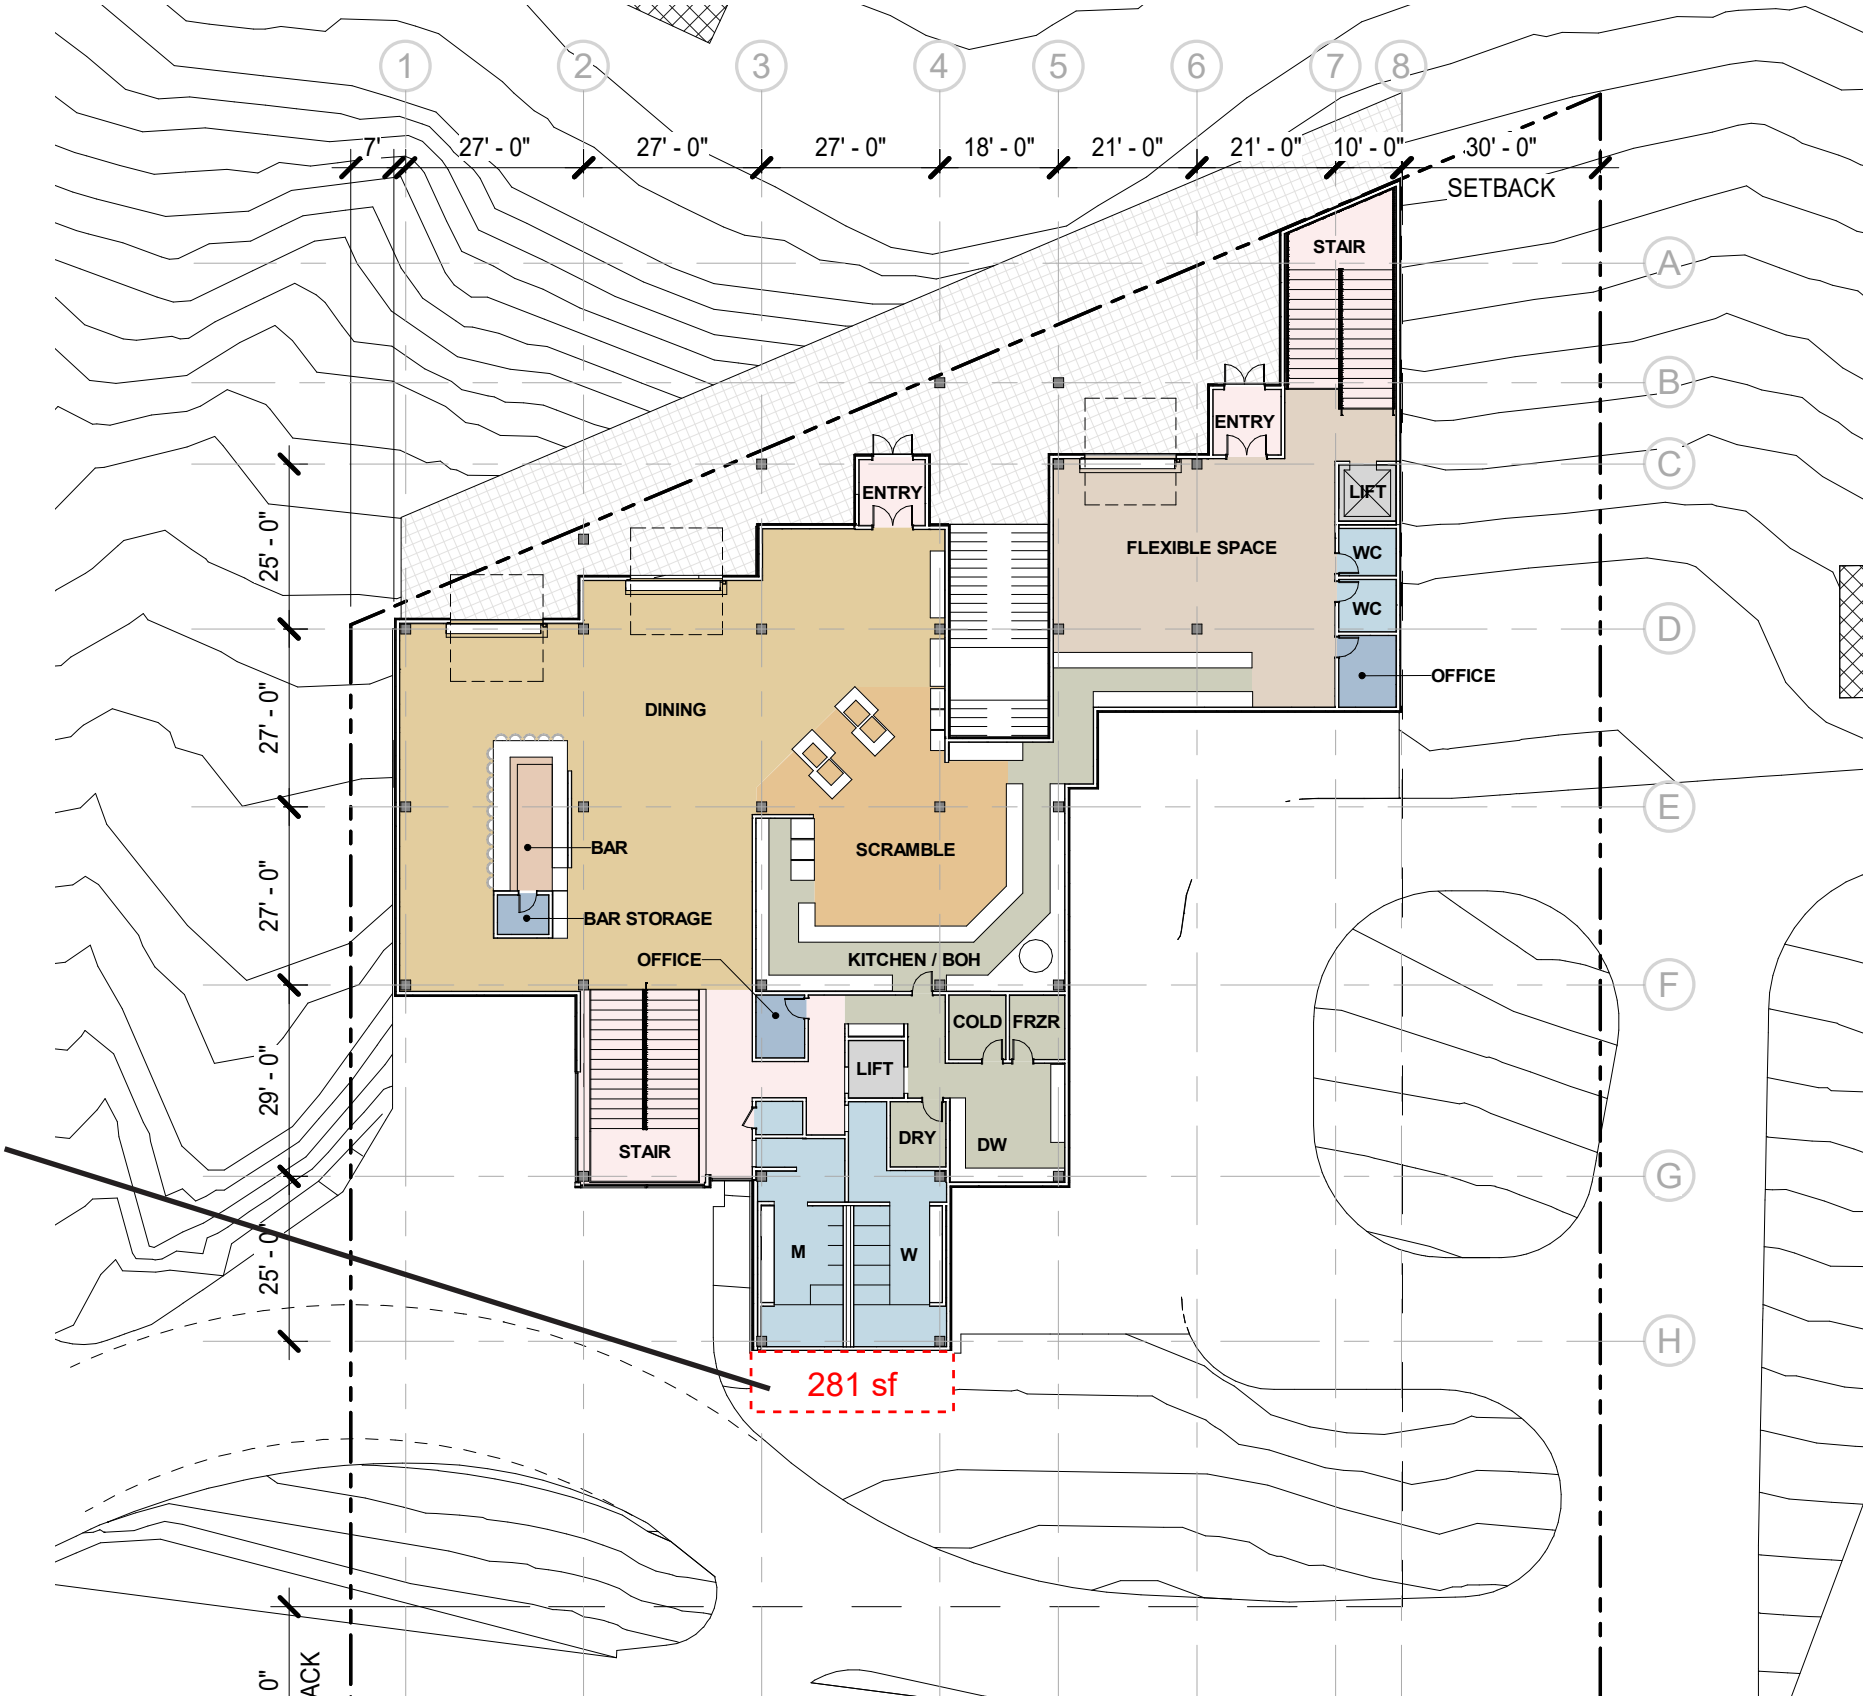 1 2 3 4 5 6 7 8
7' 27' - 0" 27' - 0" 27' - 0" 18' - 0" 21' - 0" 21' - 0" 10' - 0" 30' - 0"
SETBACK
STAIR
A
B
ENTRY
C
ENTRY
LIFT
25' - 0"
FLEXIBLE SPACE
WC
WC
D
OFFICE
DINING
27' - 0"
E
BAR
SCRAMBLE
27' - 0"
BAR STORAGE
OFFICE
KITCHEN / BOH
F
COLD FRZR
LIFT
29' - 0"
DRY
DW
STAIR
G
M
W
25' - 0"
H
281 sf
0"
ACK